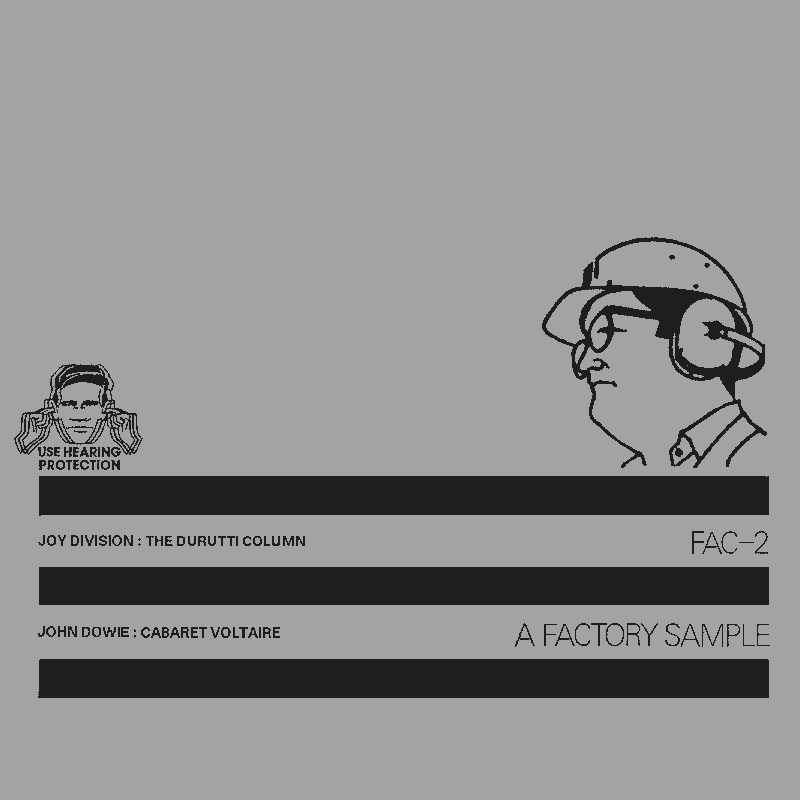 USE HEARING
PROTECTION
JOY DIVISION : THE DURUTTI COLUMN
FAC–2
JOHN DOWIE : CABARET VOLTAIRE
A FACTORY SAMPLE